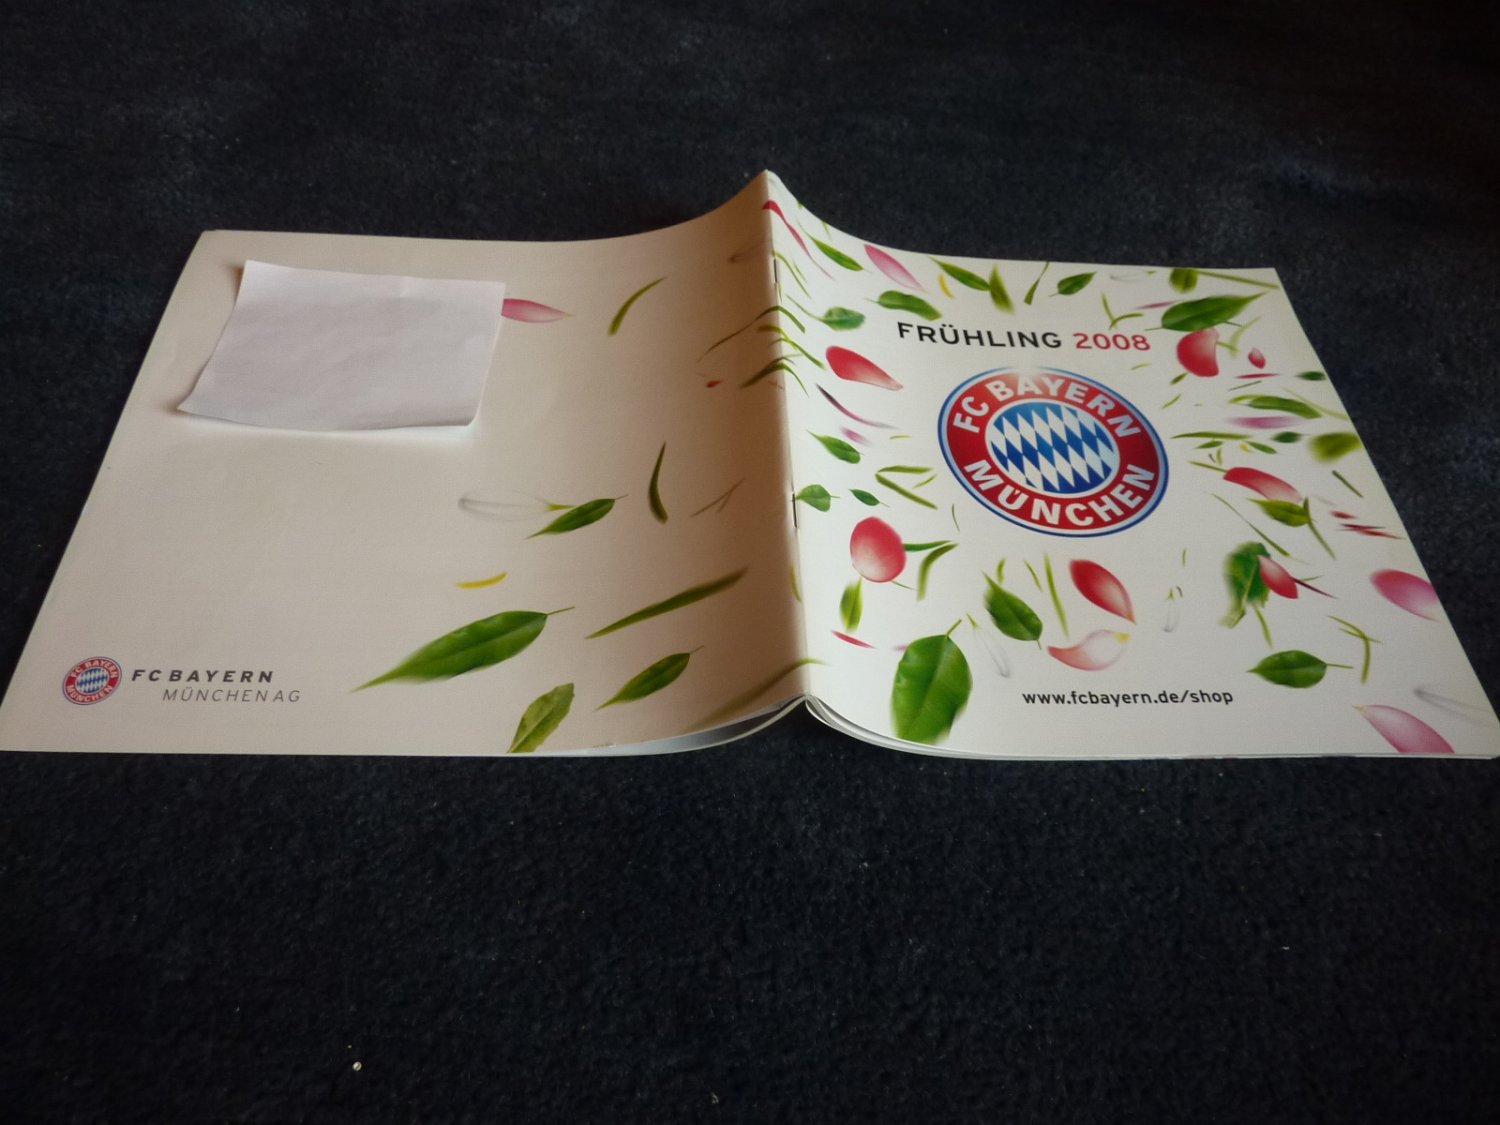 FRÜHLING 2008
FC BAYERN
MÜNCHEN
www.fcbayern.de/shop
FC BAYERN
MÜNCHEN
FC BAYERN
MÜNCHEN AG